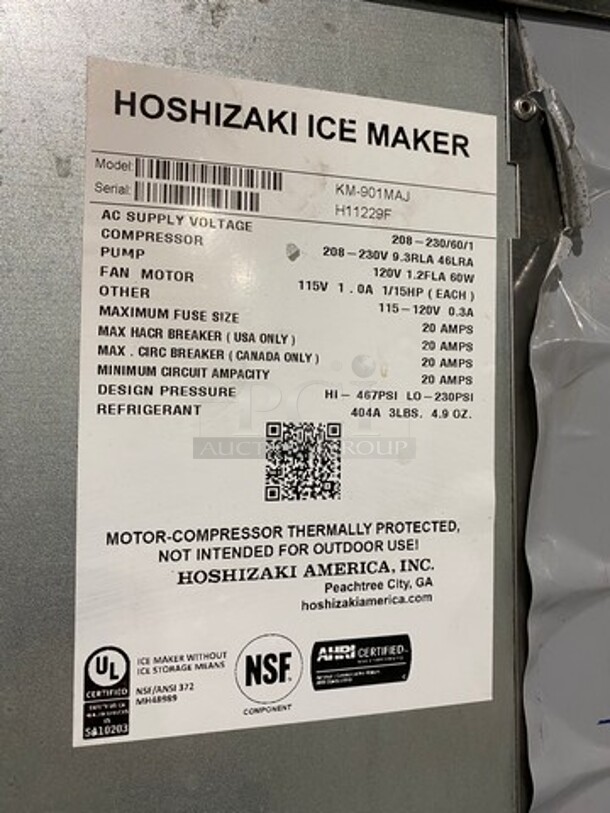 HOSHIZAKI ICE MAKER
Model: KM-901MAJ
Serial: H11229F
AC SUPPLY VOLTAGE 208-230/60/1
COMPRESSOR 208-230V 9.3RLA 46LRA
PUMP 120V 1.2FLA 60W
FAN MOTOR 115V 1.0A 1/15HP (EACH)
OTHER 115-120V 0.3A
MAXIMUM FUSE SIZE 20 AMPS
MAX HACR BREAKER (USA ONLY) 20 AMPS
MAX. CIRC BREAKER (CANADA ONLY) 20 AMPS
MINIMUM CIRCUIT AMPACITY 20 AMPS
DESIGN PRESSURE HI-467PSI LO-230PSI
REFRIGERANT 404A 3LBS. 4.9 OZ.
PCI
AUCTION GROUP
MOTOR-COMPRESSOR THERMALLY PROTECTED,
NOT INTENDED FOR OUTDOOR USE!
HOSHIZAKI AMERICA, INC.
Peachtree City, GA
hoshizakiamerica.com
UL
CERTIFIED
SA10203
ICE MAKER WITHOUT
ICE STORAGE MEANS
NSF/ANSI 372
MH48989
NSF
COMPONENT
AHRI CERTIFIED